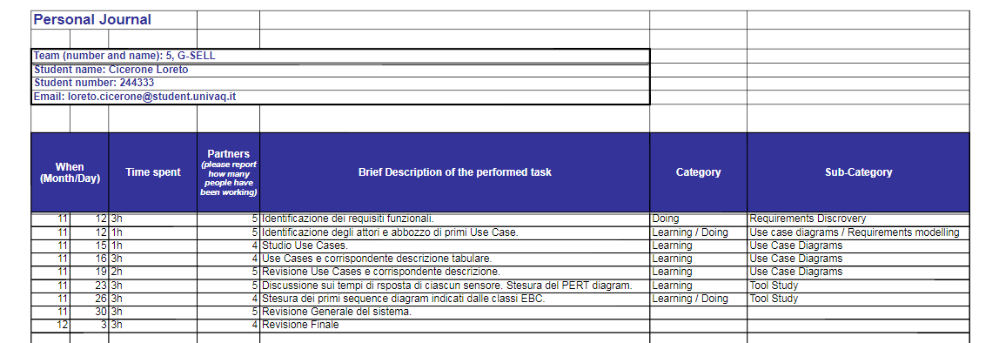 Personal Journal
Team (number and name): 5, G-SELL
Student name: Cicerone Loreto
Student number: 244333
Email: loreto.cicerone@student.univaq.it
When
(Month/Day)
Time spent
Partners
(please report
how many
people have
been working)
Brief Description of the performed task
Category
Sub-Category
11 12 3h 5 Identificazione dei requisiti funzionali. Doing Requirements Discrovery
11 12 1h 5 Identificazione degli attori e abbozzo di primi Use Case. Learning / Doing Use case diagrams / Requirements modelling
11 15 1h 4 Studio Use Cases. Learning Use Case Diagrams
11 16 3h 4 Use Cases e corrispondente descrizione tabulare. Learning Use Case Diagrams
11 19 2h 5 Revisione Use Cases e corrispondente descrizione. Learning Use Case Diagrams
11 23 3h 5 Discussione sui tempi di rsposta di ciascun sensore. Stesura del PERT diagram. Learning Tool Study
11 26 3h 4 Stesura dei primi sequence diagram indicati dalle classi EBC. Learning / Doing Tool Study
11 30 3h 5 Revisione Generale del sistema.
12 3 3h 4 Revisione Finale